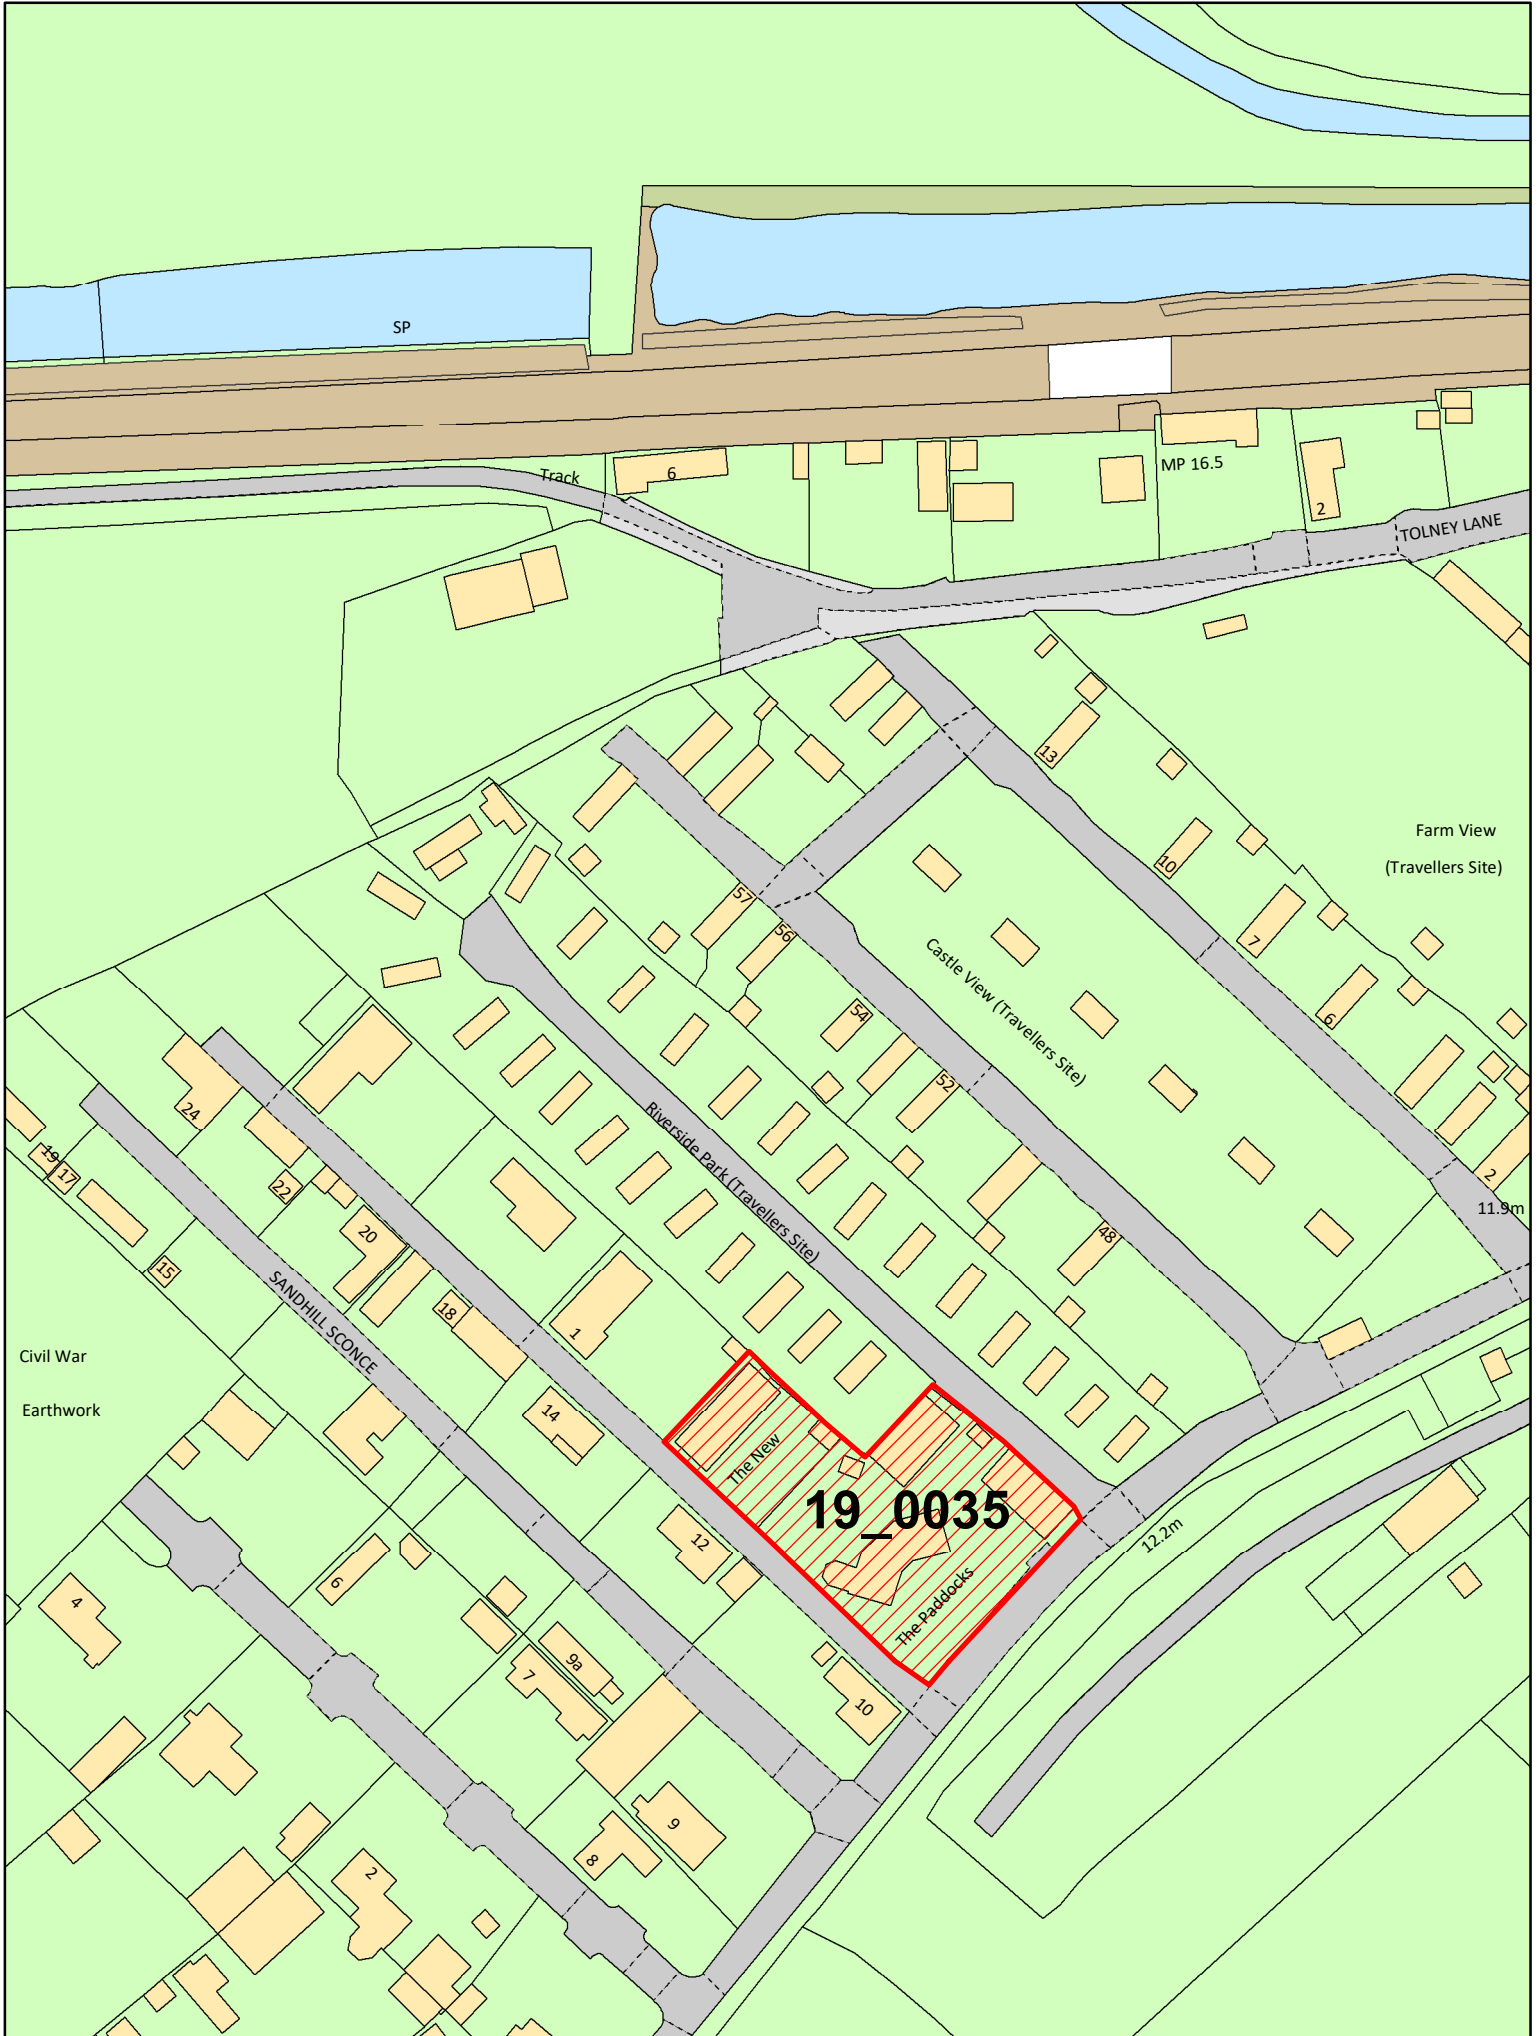 SP
Track
6
MP 16.5
2
TOLNEY LANE
13
10
Farm View
(Travellers Site)
57
56
7
Castle View (Travellers Site)
54
6
52
24
Riverside Park (Travellers Site)
19
17
22
2
11.9m
20
48
15
SANDHILL SCONCE
18
1
Civil War
Earthwork
14
The New
19_0035
12
12.2m
6
4
The Paddocks
9a
7
10
9
8
2